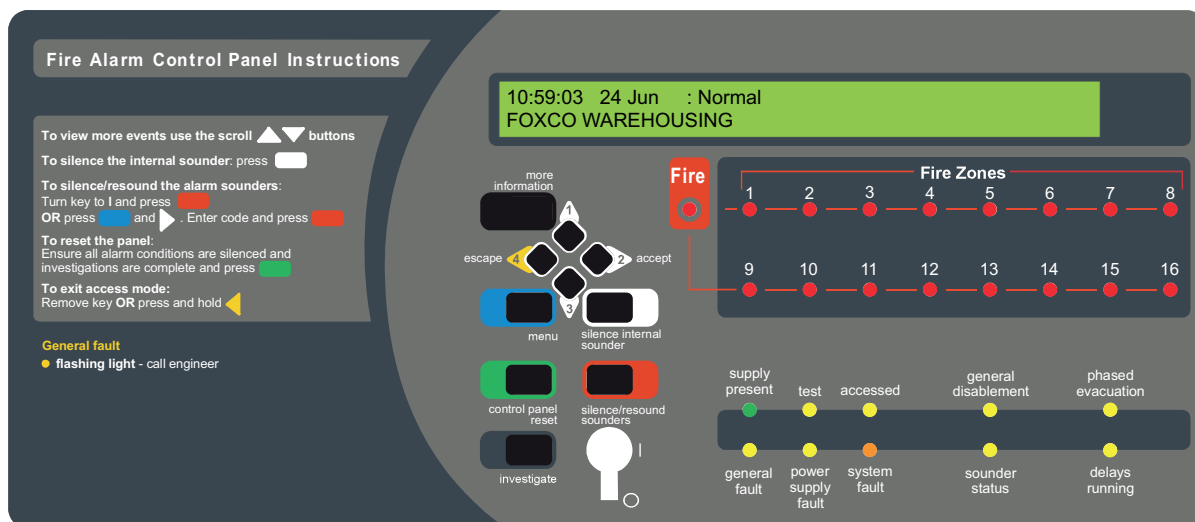 Fire Alarm Control Panel Instructions
To view more events use the scroll buttons
To silence the internal sounder: press
To silence/resound the alarm sounders:
Turn key to I and press
OR press and . Enter code and press
To reset the panel:
Ensure all alarm conditions are silenced and
investigations are complete and press
To exit access mode:
Remove key OR press and hold
General fault
flashing light - call engineer
10:59:03 24 Jun : Normal
FOXCO WAREHOUSING
more
information
1
escape 4
2 accept
3
menu
silence internal
sounder
control panel
reset
silence/resound
sounders
investigate
I
Fire
Fire Zones
1 2 3 4 5 6 7 8
9 10 11 12 13 14 15 16
supply
present
test
accessed
general
disablement
phased
evacuation
general
fault
power
supply
fault
system
fault
sounder
status
delays
running